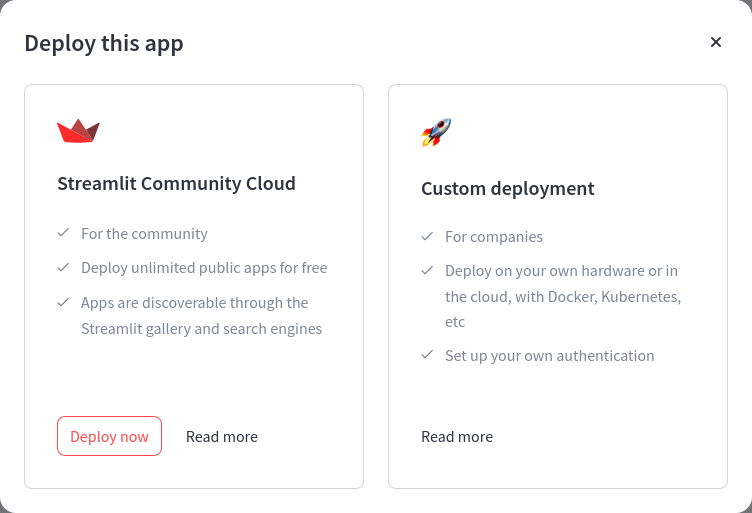 Deploy this app
Streamlit Community Cloud
For the community
Deploy unlimited public apps for free
Apps are discoverable through the
Streamlit gallery and search engines
Deploy now
Read more
Custom deployment
For companies
Deploy on your own hardware or in
the cloud, with Docker, Kubernetes,
etc
Set up your own authentication
Read more